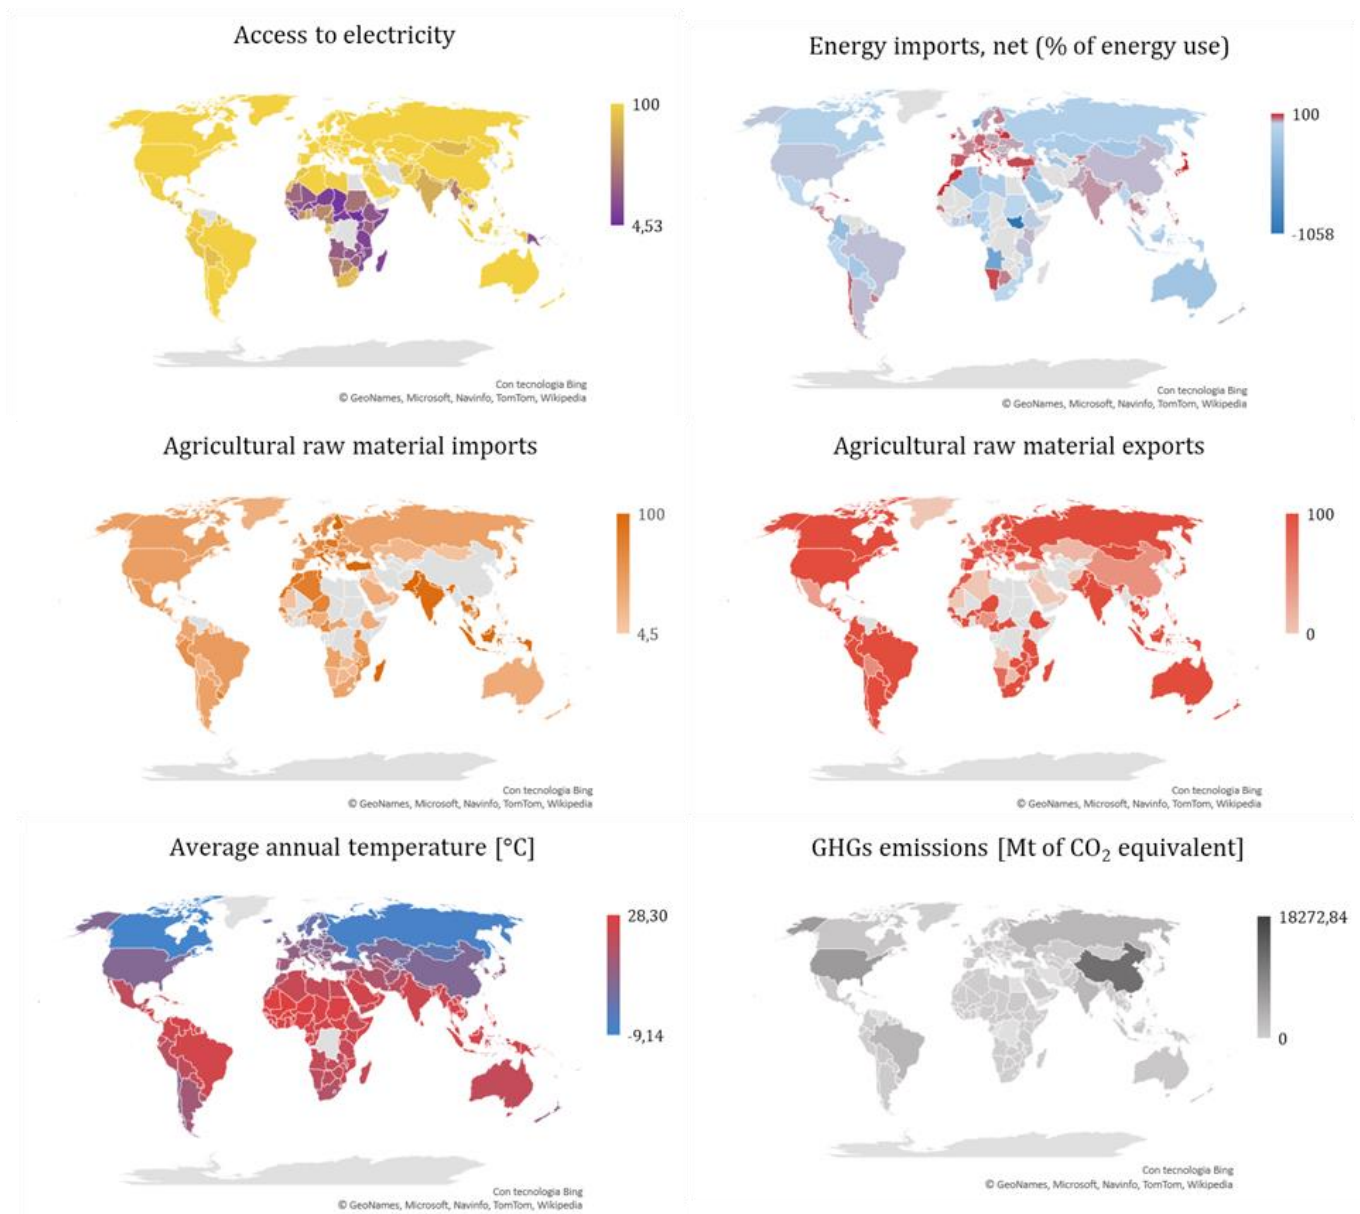 Access to electricity
100
4,53
Con tecnologia Bing
© GeoNames, Microsoft, Navinfo, TomTom, Wikipedia
Energy imports, net (% of energy use)
100
-1058
Con tecnologia Bing
© GeoNames, Microsoft, Navinfo, TomTom, Wikipedia
Agricultural raw material imports
100
4,5
Con tecnologia Bing
© GeoNames, Microsoft, Navinfo, TomTom, Wikipedia
Agricultural raw material exports
100
0
Con tecnologia Bing
© GeoNames, Microsoft, Navinfo, TomTom, Wikipedia
Average annual temperature [°C]
28,30
-9,14
Con tecnologia Bing
© GeoNames, Microsoft, Navinfo, TomTom, Wikipedia
GHGs emissions [Mt of CO₂ equivalent]
18272,84
0
Con tecnologia Bing
© GeoNames, Microsoft, Navinfo, TomTom, Wikipedia